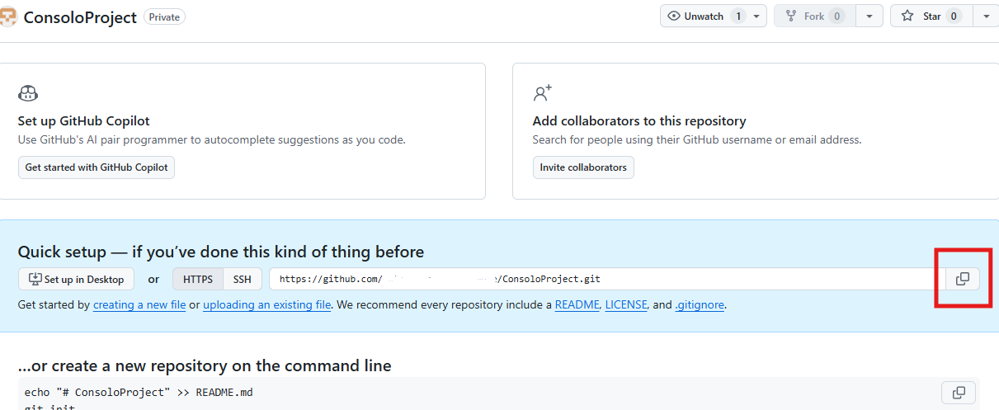 ConsoloProject Private
Unwatch 1 Fork 0 Star 0
Set up GitHub Copilot
Use GitHub's AI pair programmer to autocomplete suggestions as you code.
Get started with GitHub Copilot
Add collaborators to this repository
Search for people using their GitHub username or email address.
Invite collaborators
Quick setup — if you've done this kind of thing before
Set up in Desktop or HTTPS SSH https://github.com/ /ConsoloProject.git
Get started by creating a new file or uploading an existing file. We recommend every repository include a README, LICENSE, and .gitignore.
…or create a new repository on the command line
echo "# ConsoloProject" >> README.md
git init